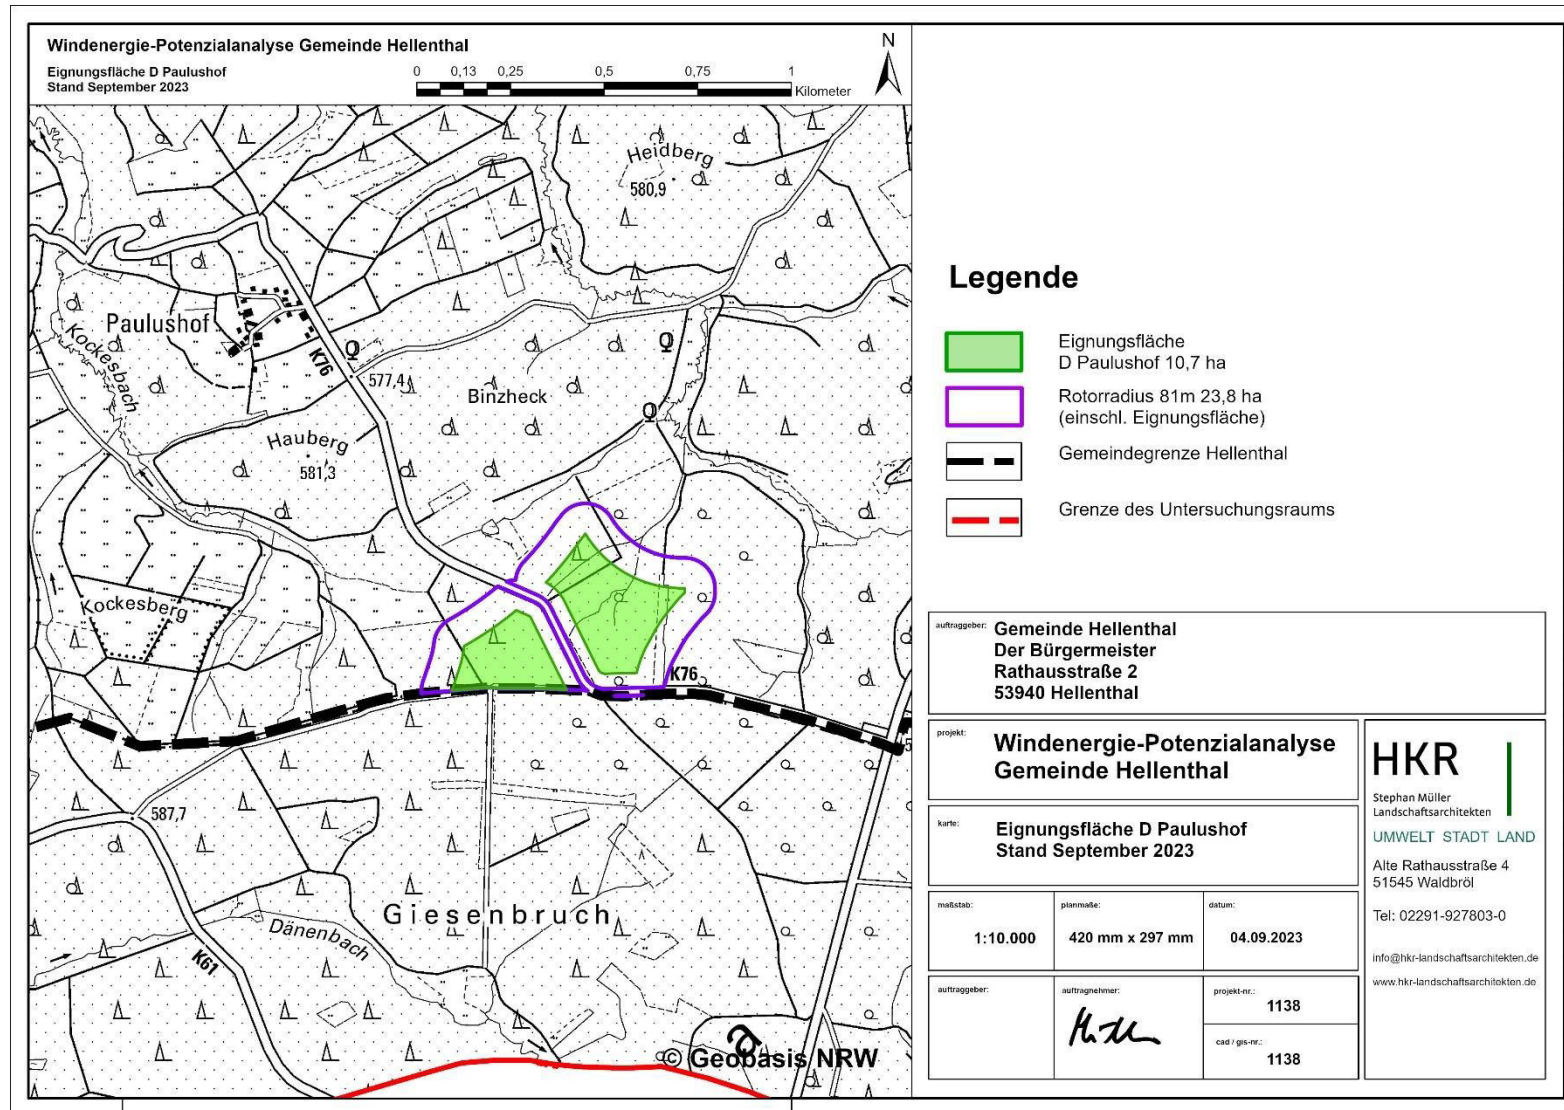 Windenergie-Potenzialanalyse Gemeinde Hellenthal
Eignungsfläche D Paulushof
Stand September 2023
0 0,13 0,25 0,5 0,75 1
Kilometer
N
Heidberg
580,9
Paulushof
Kockesbach
K76
577,4
Binzheck
Hauberg
581,3
Kockesberg
K76
587,7
Giesenbruch
Dänenbach
K61
a
© Geobasis NRW
Legende
Eignungsfläche
D Paulushof 10,7 ha
Rotorradius 81m 23,8 ha
(einschl. Eignungsfläche)
Gemeindegrenze Hellenthal
Grenze des Untersuchungsraums
auftraggeber: Gemeinde Hellenthal
Der Bürgermeister
Rathausstraße 2
53940 Hellenthal
projekt: Windenergie-Potenzialanalyse
Gemeinde Hellenthal
karte: Eignungsfläche D Paulushof
Stand September 2023
maßstab: planmaße: datum:
1:10.000 420 mm x 297 mm 04.09.2023
auftraggeber: auftragnehmer: projekt-nr.:
1138
cad / gis-nr.:
1138
HKR
Stephan Müller
Landschaftsarchitekten
UMWELT STADT LAND
Alte Rathausstraße 4
51545 Waldbröl
Tel: 02291-927803-0
info@hkr-landschaftsarchitekten.de
www.hkr-landschaftsarchitekten.de